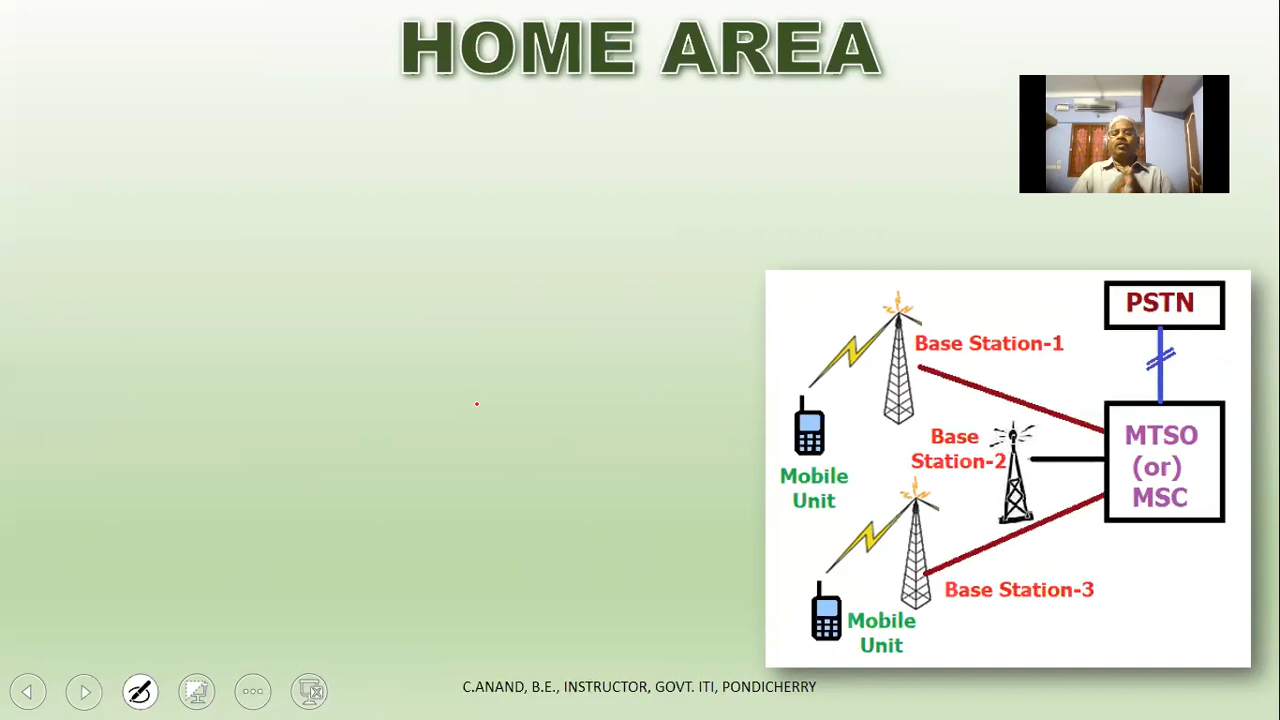 HOME AREA
PSTN
Base Station-1
MTSO
(or)
MSC
Base
Station-2
Mobile
Unit
Base Station-3
Mobile
Unit
C.ANAND, B.E., INSTRUCTOR, GOVT. ITI, PONDICHERRY